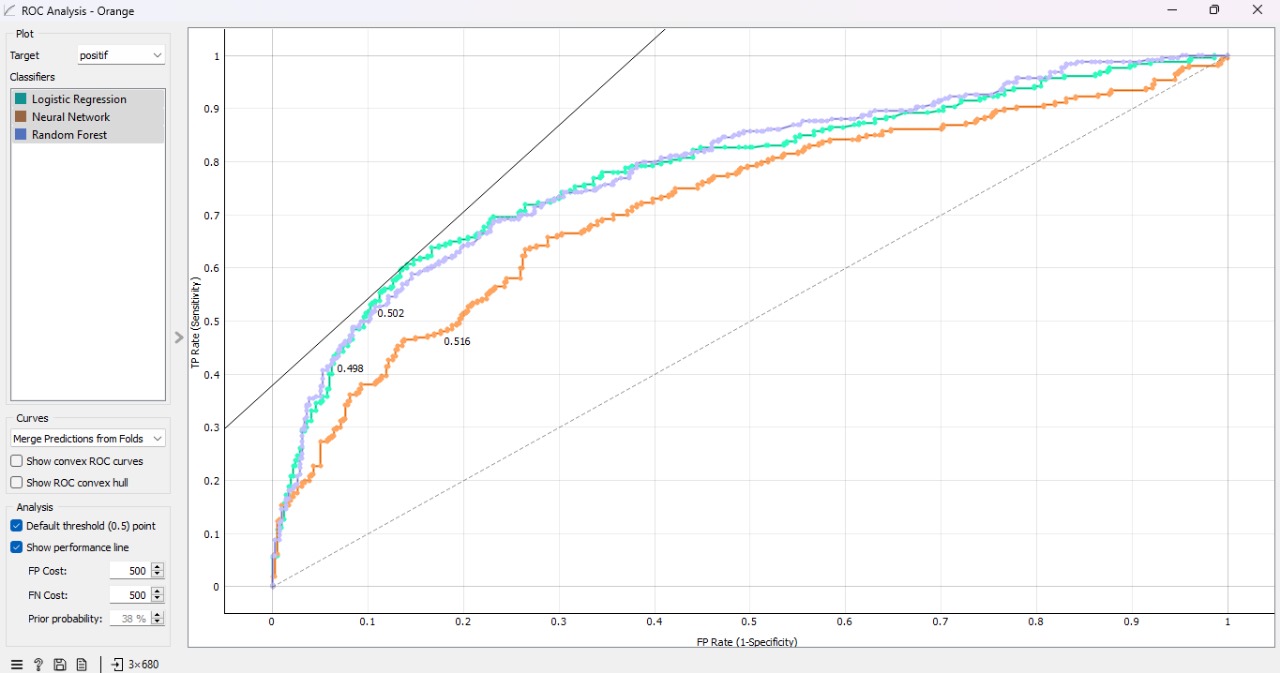 ROC Analysis - Orange
Plot
Target positif
Classifiers
Logistic Regression
Neural Network
Random Forest
Curves
Merge Predictions from Folds
Show convex ROC curves
Show ROC convex hull
Analysis
Default threshold (0.5) point
Show performance line
FP Cost: 500
FN Cost: 500
Prior probability: 38 %
3×680
TP Rate (Sensitivity)
1
0.9
0.8
0.7
0.6
0.5
0.4
0.3
0.2
0.1
0
0.502
0.516
0.498
0 0.1 0.2 0.3 0.4 0.5 0.6 0.7 0.8 0.9 1
FP Rate (1-Specificity)